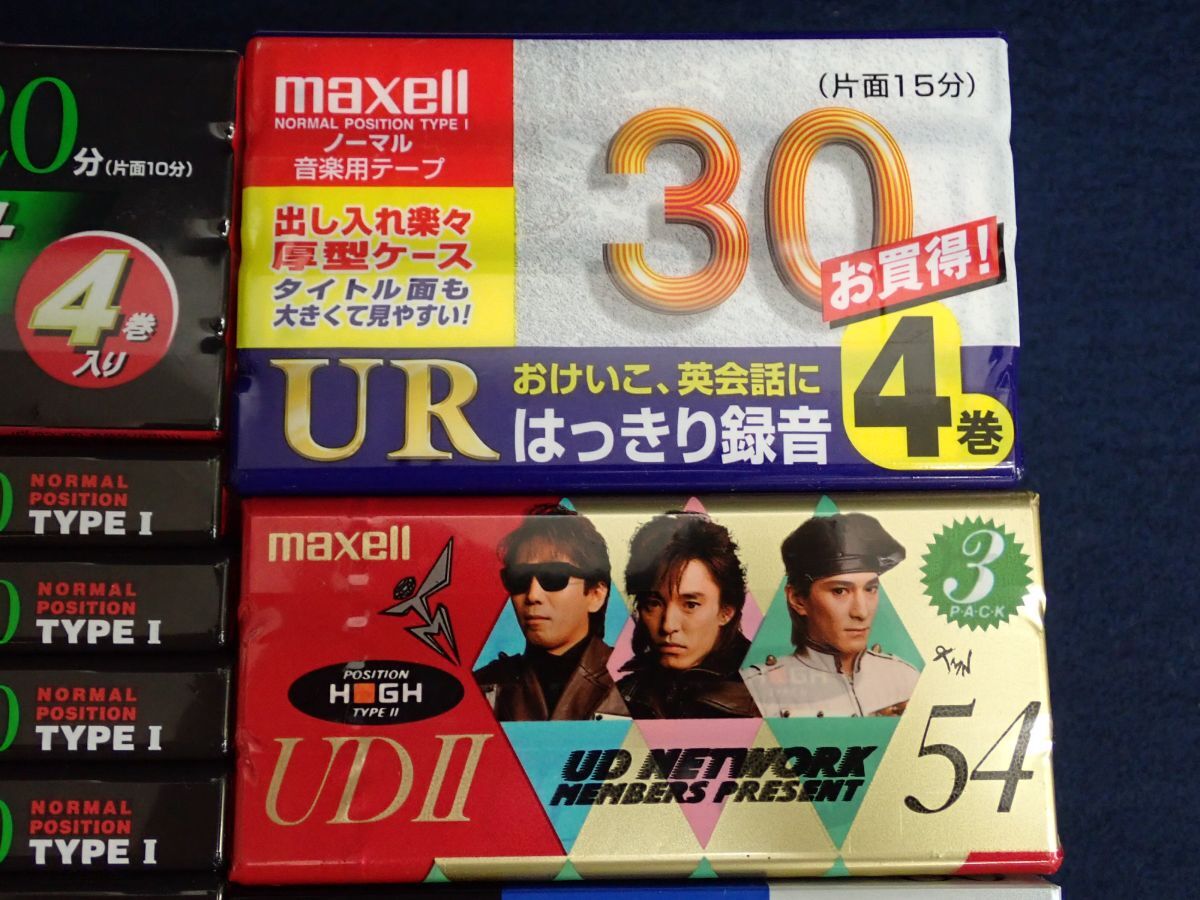 20分(片面10分)
4巻
入り
NORMAL
POSITION
TYPE I
NORMAL
POSITION
TYPE I
NORMAL
POSITION
TYPE I
NORMAL
POSITION
TYPE I
maxell
NORMAL POSITION TYPE I
ノーマル
音楽用テープ
出し入れ楽々
厚型ケース
タイトル面も
大きくて見やすい!
(片面15分)
30
お買得!
4巻
UR
おけいこ、英会話に
はっきり録音
maxell
3
P・A・C・K
POSITION
HIGH
TYPE II
UDII
UD NETWORK
MEMBERS PRESENT
54